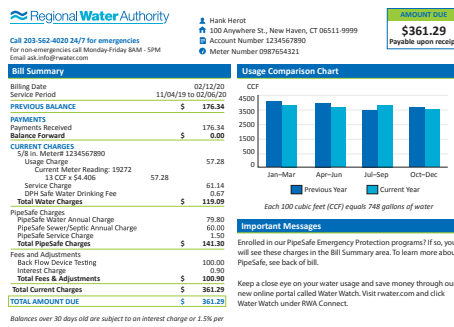 Regional Water Authority
Call 203-562-4020 24/7 for emergencies
For non-emergencies call Monday-Friday 8AM - 5PM
Email ask.info@rwater.com
Hank Herot
100 Anywhere St., New Haven, CT 06511-9999
Account Number 1234567890
Meter Number 0987654321
AMOUNT DUE
$361.29
Payable upon receip
Bill Summary
Billing Date 02/12/20
Service Period 11/04/19 to 02/06/20
PREVIOUS BALANCE $ 176.34
PAYMENTS
Payments Received 176.34
Balance Forward $ 0.00
CURRENT CHARGES
5/8 in. Meter# 1234567890
Usage Charge 57.28
Current Meter Reading: 19272
13 CCF x $4.406 57.28
Service Charge 61.14
DPH Safe Water Drinking Fee 0.67
Total Water Charges $ 119.09
PipeSafe Charges
PipeSafe Water Annual Charge 79.80
PipeSafe Sewer/Septic Annual Charge 60.00
PipeSafe Service Charge 1.50
Total PipeSafe Charges $ 141.30
Fees and Adjustments
Back Flow Device Testing 100.00
Interest Charge 0.90
Total Fees & Adjustments $ 100.90
Total Current Charges $ 361.29
TOTAL AMOUNT DUE $ 361.29
Balances over 30 days old are subject to an interest charge or 1.5% per
Usage Comparison Chart
CCF
4500
3500
2500
1500
500
0
Jan–Mar Apr–Jun Jul–Sep Oct–Dec
Previous Year Current Year
Each 100 cubic feet (CCF) equals 748 gallons of water
Important Messages
Enrolled in our PipeSafe Emergency Protection programs? If so, you
will see these charges in the Bill Summary area. To learn more abou
PipeSafe, see back of bill.
Keep a close eye on your water usage and save money through ou
new online portal called Water Watch. Visit rwater.com and click
Water Watch under RWA Connect.